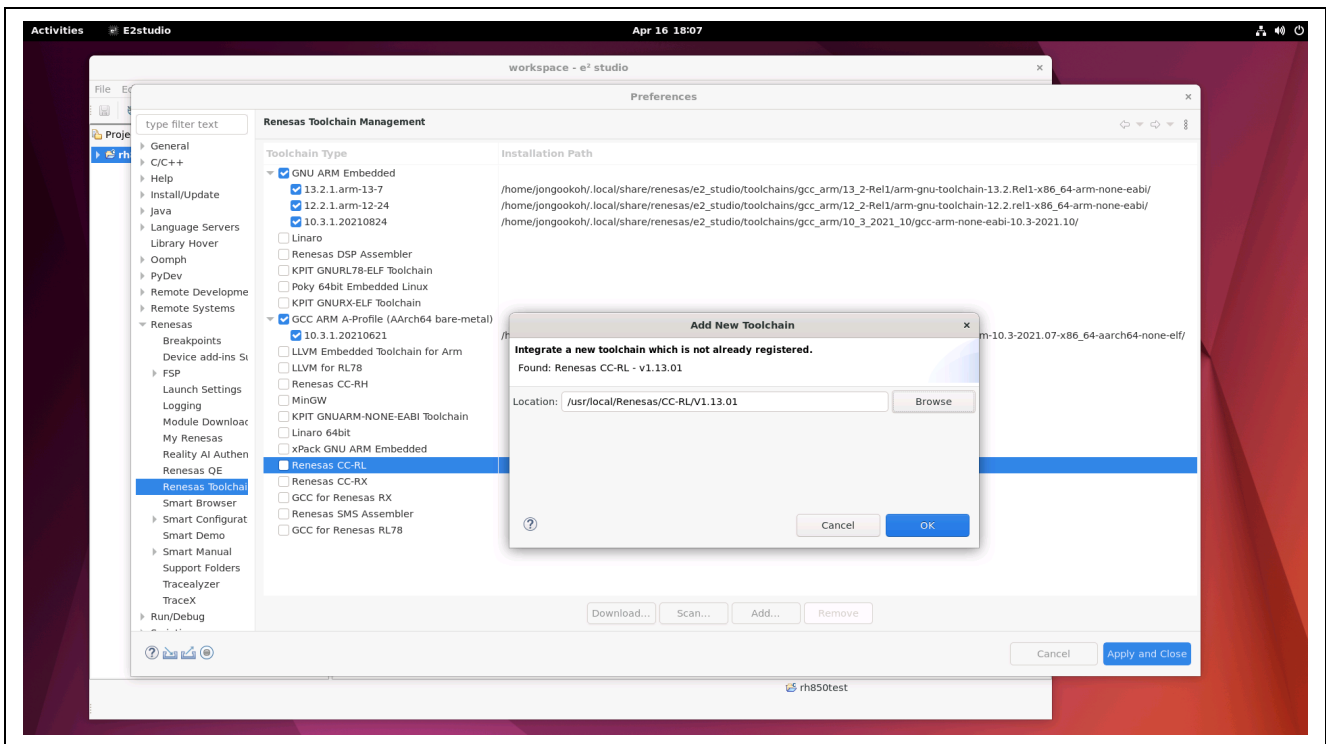 Activities E2studio Apr 16 18:07
workspace - e² studio
File
Preferences
type filter text
Renesas Toolchain Management
Proje
rh
General
C/C++
Help
Install/Update
Java
Language Servers
Library Hover
Oomph
PyDev
Remote Developme
Remote Systems
Renesas
Breakpoints
Device add-ins Su
FSP
Launch Settings
Logging
Module Downloac
My Renesas
Reality AI Authen
Renesas QE
Renesas Toolchai
Smart Browser
Smart Configurat
Smart Demo
Smart Manual
Support Folders
Tracealyzer
TraceX
Run/Debug
Toolchain Type Installation Path
GNU ARM Embedded
13.2.1.arm-13-7 /home/jongookoh/.local/share/renesas/e2_studio/toolchains/gcc_arm/13_2-Rel1/arm-gnu-toolchain-13.2.Rel1-x86_64-arm-none-eabi/
12.2.1.arm-12-24 /home/jongookoh/.local/share/renesas/e2_studio/toolchains/gcc_arm/12_2-Rel1/arm-gnu-toolchain-12.2.rel1-x86_64-arm-none-eabi/
10.3.1.20210824 /home/jongookoh/.local/share/renesas/e2_studio/toolchains/gcc_arm/10_3_2021_10/gcc-arm-none-eabi-10.3-2021.10/
Linaro
Renesas DSP Assembler
KPIT GNURL78-ELF Toolchain
Poky 64bit Embedded Linux
KPIT GNURX-ELF Toolchain
GCC ARM A-Profile (AArch64 bare-metal)
10.3.1.20210621 /h m-10.3-2021.07-x86_64-aarch64-none-elf/
LLVM Embedded Toolchain for Arm
LLVM for RL78
Renesas CC-RH
MinGW
KPIT GNUARM-NONE-EABI Toolchain
Linaro 64bit
xPack GNU ARM Embedded
Renesas CC-RL
Renesas CC-RX
GCC for Renesas RX
Renesas SMS Assembler
GCC for Renesas RL78
Add New Toolchain
Integrate a new toolchain which is not already registered.
Found: Renesas CC-RL - v1.13.01
Location: /usr/local/Renesas/CC-RL/V1.13.01 Browse
Cancel OK
Download... Scan... Add... Remove
Cancel Apply and Close
rh850test